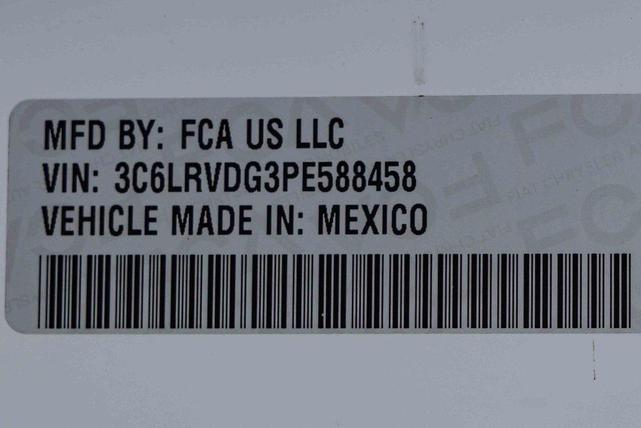 MFD BY: FCA US LLC
VIN: 3C6LRVDG3PE588458
VEHICLE MADE IN: MEXICO